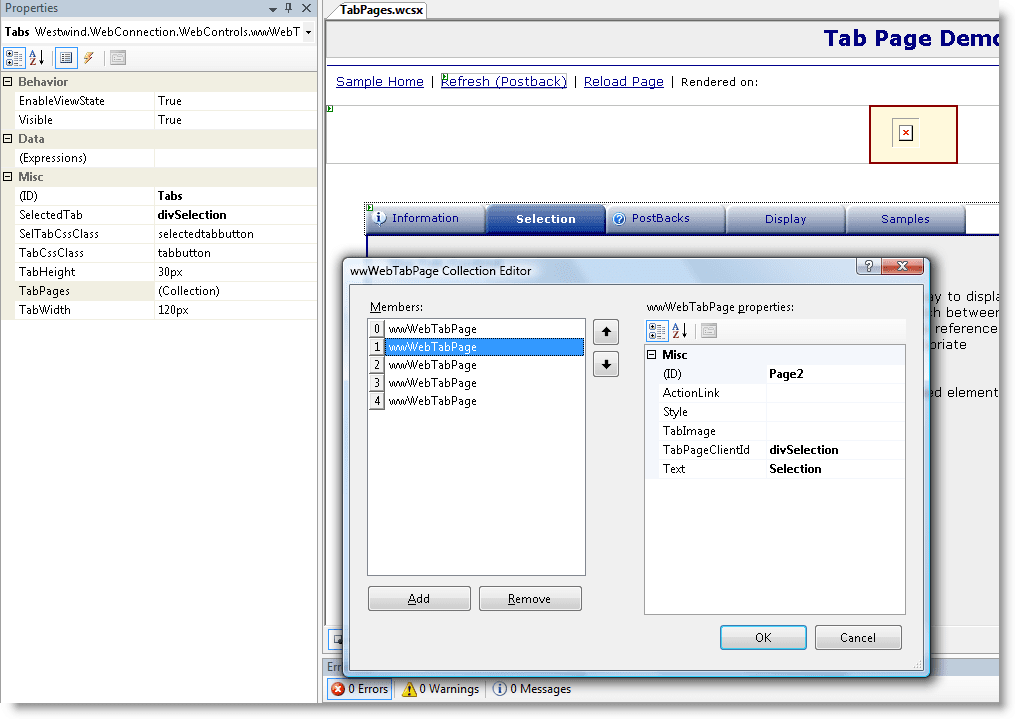 Properties
Tabs Westwind.WebConnection.WebControls.wwWebT
Behavior
EnableViewState True
Visible True
Data
(Expressions)
Misc
(ID) Tabs
SelectedTab divSelection
SelTabCssClass selectedtabbutton
TabCssClass tabbutton
TabHeight 30px
TabPages (Collection)
TabWidth 120px
TabPages.wcsx
Tab Page Demo
Sample Home | Refresh (Postback) | Reload Page | Rendered on:
Information Selection PostBacks Display Samples
ay to displa
ch between
reference
opriate
ed element
wwWebTabPage Collection Editor
Members:
0 wwWebTabPage
1 wwWebTabPage
2 wwWebTabPage
3 wwWebTabPage
4 wwWebTabPage
Add Remove
wwWebTabPage properties:
Misc
(ID) Page2
ActionLink
Style
TabImage
TabPageClientId divSelection
Text Selection
OK Cancel
Erro
0 Errors 0 Warnings 0 Messages